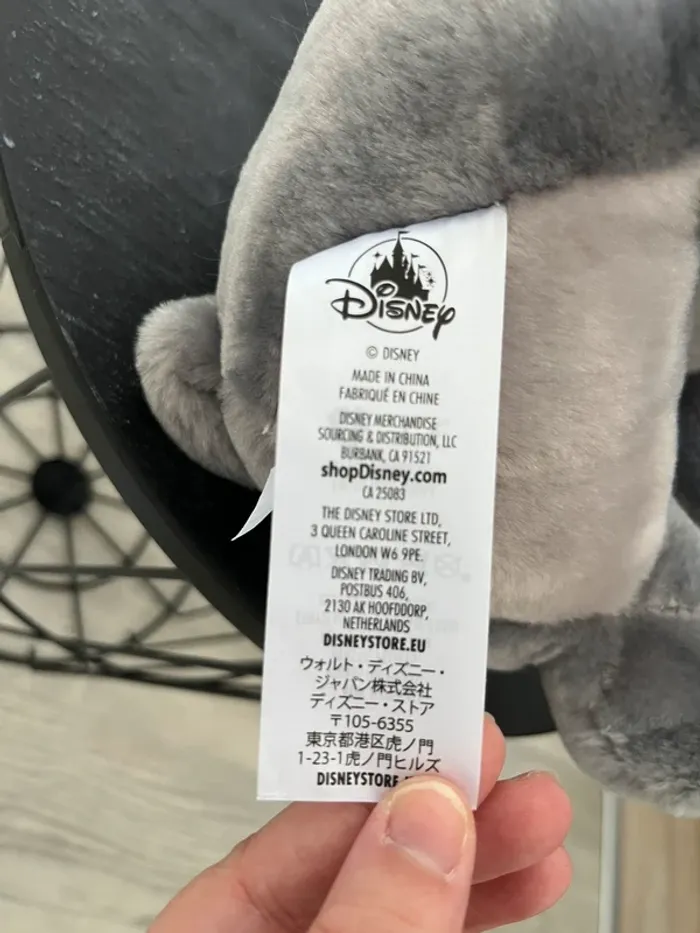 Disney
© DISNEY
MADE IN CHINA
FABRIQUÉ EN CHINE
DISNEY MERCHANDISE
SOURCING & DISTRIBUTION, LLC
BURBANK, CA 91521
shopDisney.com
CA 25083
THE DISNEY STORE LTD,
3 QUEEN CAROLINE STREET,
LONDON W6 9PE.
DISNEY TRADING BV,
POSTBUS 406,
2130 AK HOOFDDORP,
NETHERLANDS
DISNEYSTORE.EU
ウォルト・ディズニー・
ジャパン株式会社
ディズニー・ストア
〒105-6355
東京都港区虎ノ門
1-23-1虎ノ門ヒルズ
DISNEYSTORE